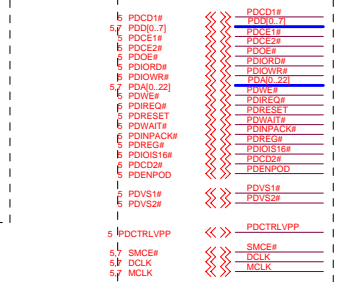 5 PDCD1# PDCD1#
5,7 PDD[0..7] PDD[0..7]
5 PDCE1# PDCE1#
5 PDCE2# PDCE2#
5 PDOE# PDOE#
5 PDIORD# PDIORD#
5 PDIOWR# PDIOWR#
5,7 PDA[0..22] PDA[0..22]
5 PDWE# PDWE#
5 PDIREQ# PDIREQ#
5 PDRESET PDRESET
5 PDWAIT# PDWAIT#
5 PDINPACK# PDINPACK#
5 PDREG# PDREG#
5 PDIOIS16# PDIOIS16#
5 PDCD2# PDCD2#
5 PDENPOD PDENPOD
5 PDVS1# PDVS1#
5 PDVS2# PDVS2#
5 PDCTRLVPP PDCTRLVPP
5,7 SMCE# SMCE#
5,7 DCLK DCLK
5,7 MCLK MCLK